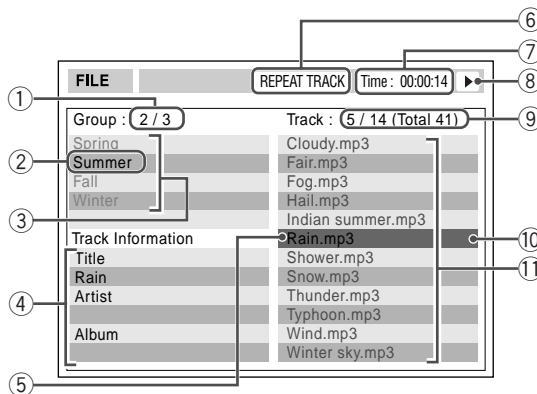 ⑥
⑦
FILE REPEAT TRACK Time : 00:00:14 ⑧
①
Group : 2 / 3 Track : 5 / 14 (Total 41) ⑨
Spring Cloudy.mp3
② Summer Fair.mp3
Fall Fog.mp3
③ Winter Hail.mp3
Indian summer.mp3
Track Information Rain.mp3 ⑩
Title Shower.mp3 ⑪
Rain Snow.mp3
④ Artist Thunder.mp3
Typhoon.mp3
Album Wind.mp3
Winter sky.mp3
⑤